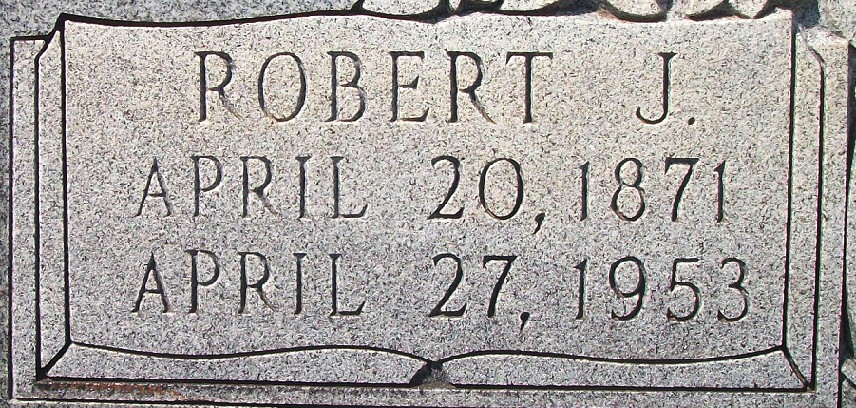 ROBERT J.
APRIL 20, 1871
APRIL 27, 1953